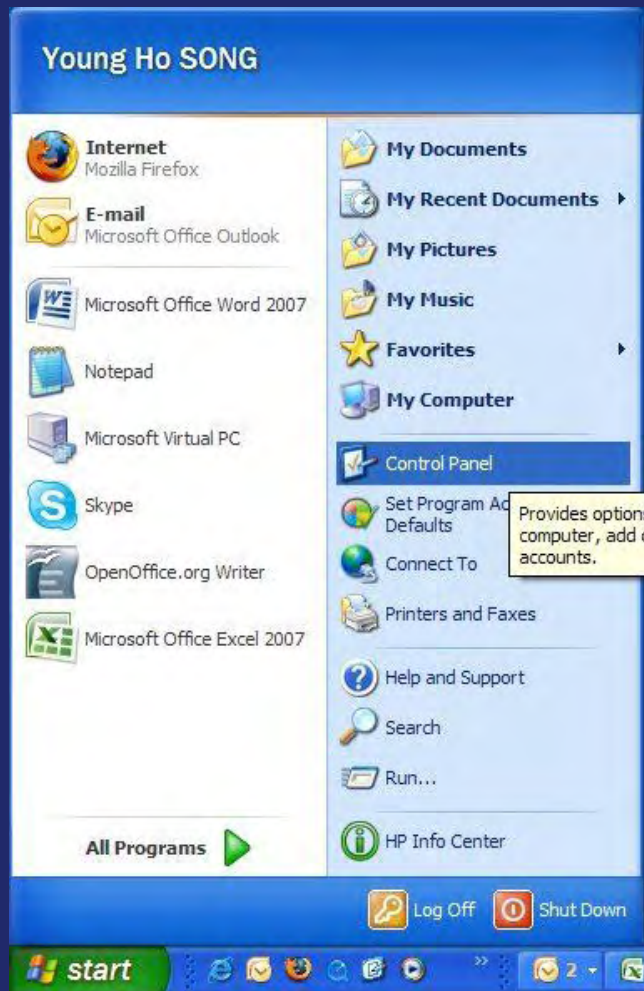 Young Ho SONG
Internet
Mozilla Firefox
E-mail
Microsoft Office Outlook
Microsoft Office Word 2007
Notepad
Microsoft Virtual PC
Skype
OpenOffice.org Writer
Microsoft Office Excel 2007
All Programs
My Documents
My Recent Documents
My Pictures
My Music
Favorites
My Computer
Control Panel
Set Program Ac
Defaults
Provides options
computer, add
accounts.
Connect To
Printers and Faxes
Help and Support
Search
Run...
HP Info Center
Log Off
Shut Down
start
2